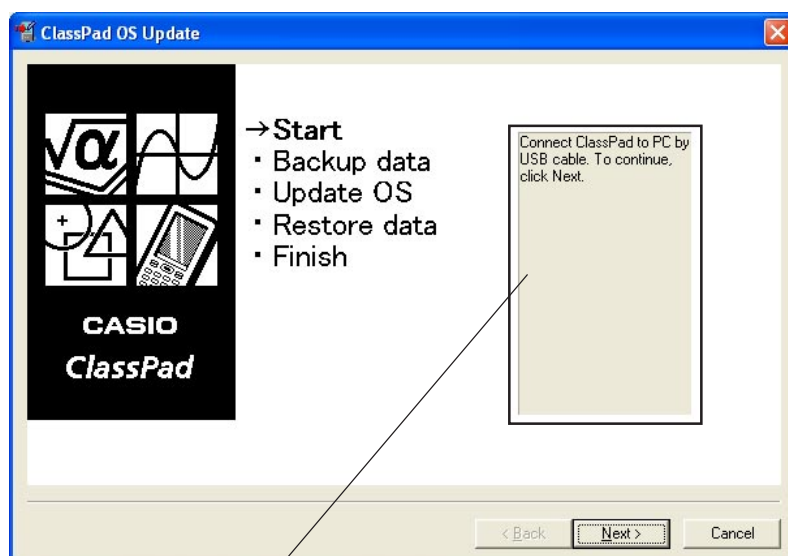 ClassPad OS Update
√α
+
CASIO
ClassPad
→Start
· Backup data
· Update OS
· Restore data
· Finish
Connect ClassPad to PC by
USB cable. To continue,
click Next.
< Back
Next >
Cancel